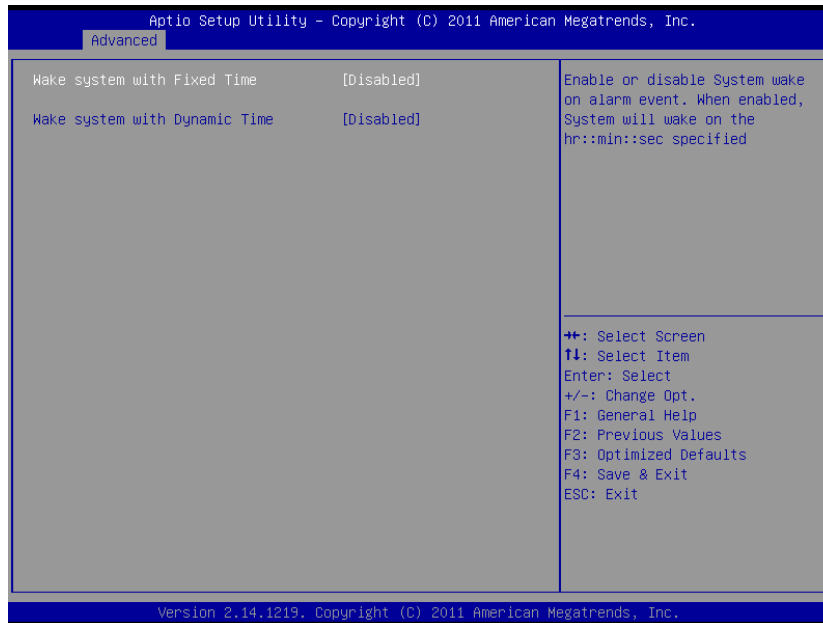 Aptio Setup Utility – Copyright (C) 2011 American Megatrends, Inc.
Advanced
Wake system with Fixed Time [Disabled]
Wake system with Dynamic Time [Disabled]
Enable or disable System wake
on alarm event. When enabled,
System will wake on the
hr::min::sec specified
→←: Select Screen
↑↓: Select Item
Enter: Select
+/-: Change Opt.
F1: General Help
F2: Previous Values
F3: Optimized Defaults
F4: Save & Exit
ESC: Exit
Version 2.14.1219. Copyright (C) 2011 American Megatrends, Inc.